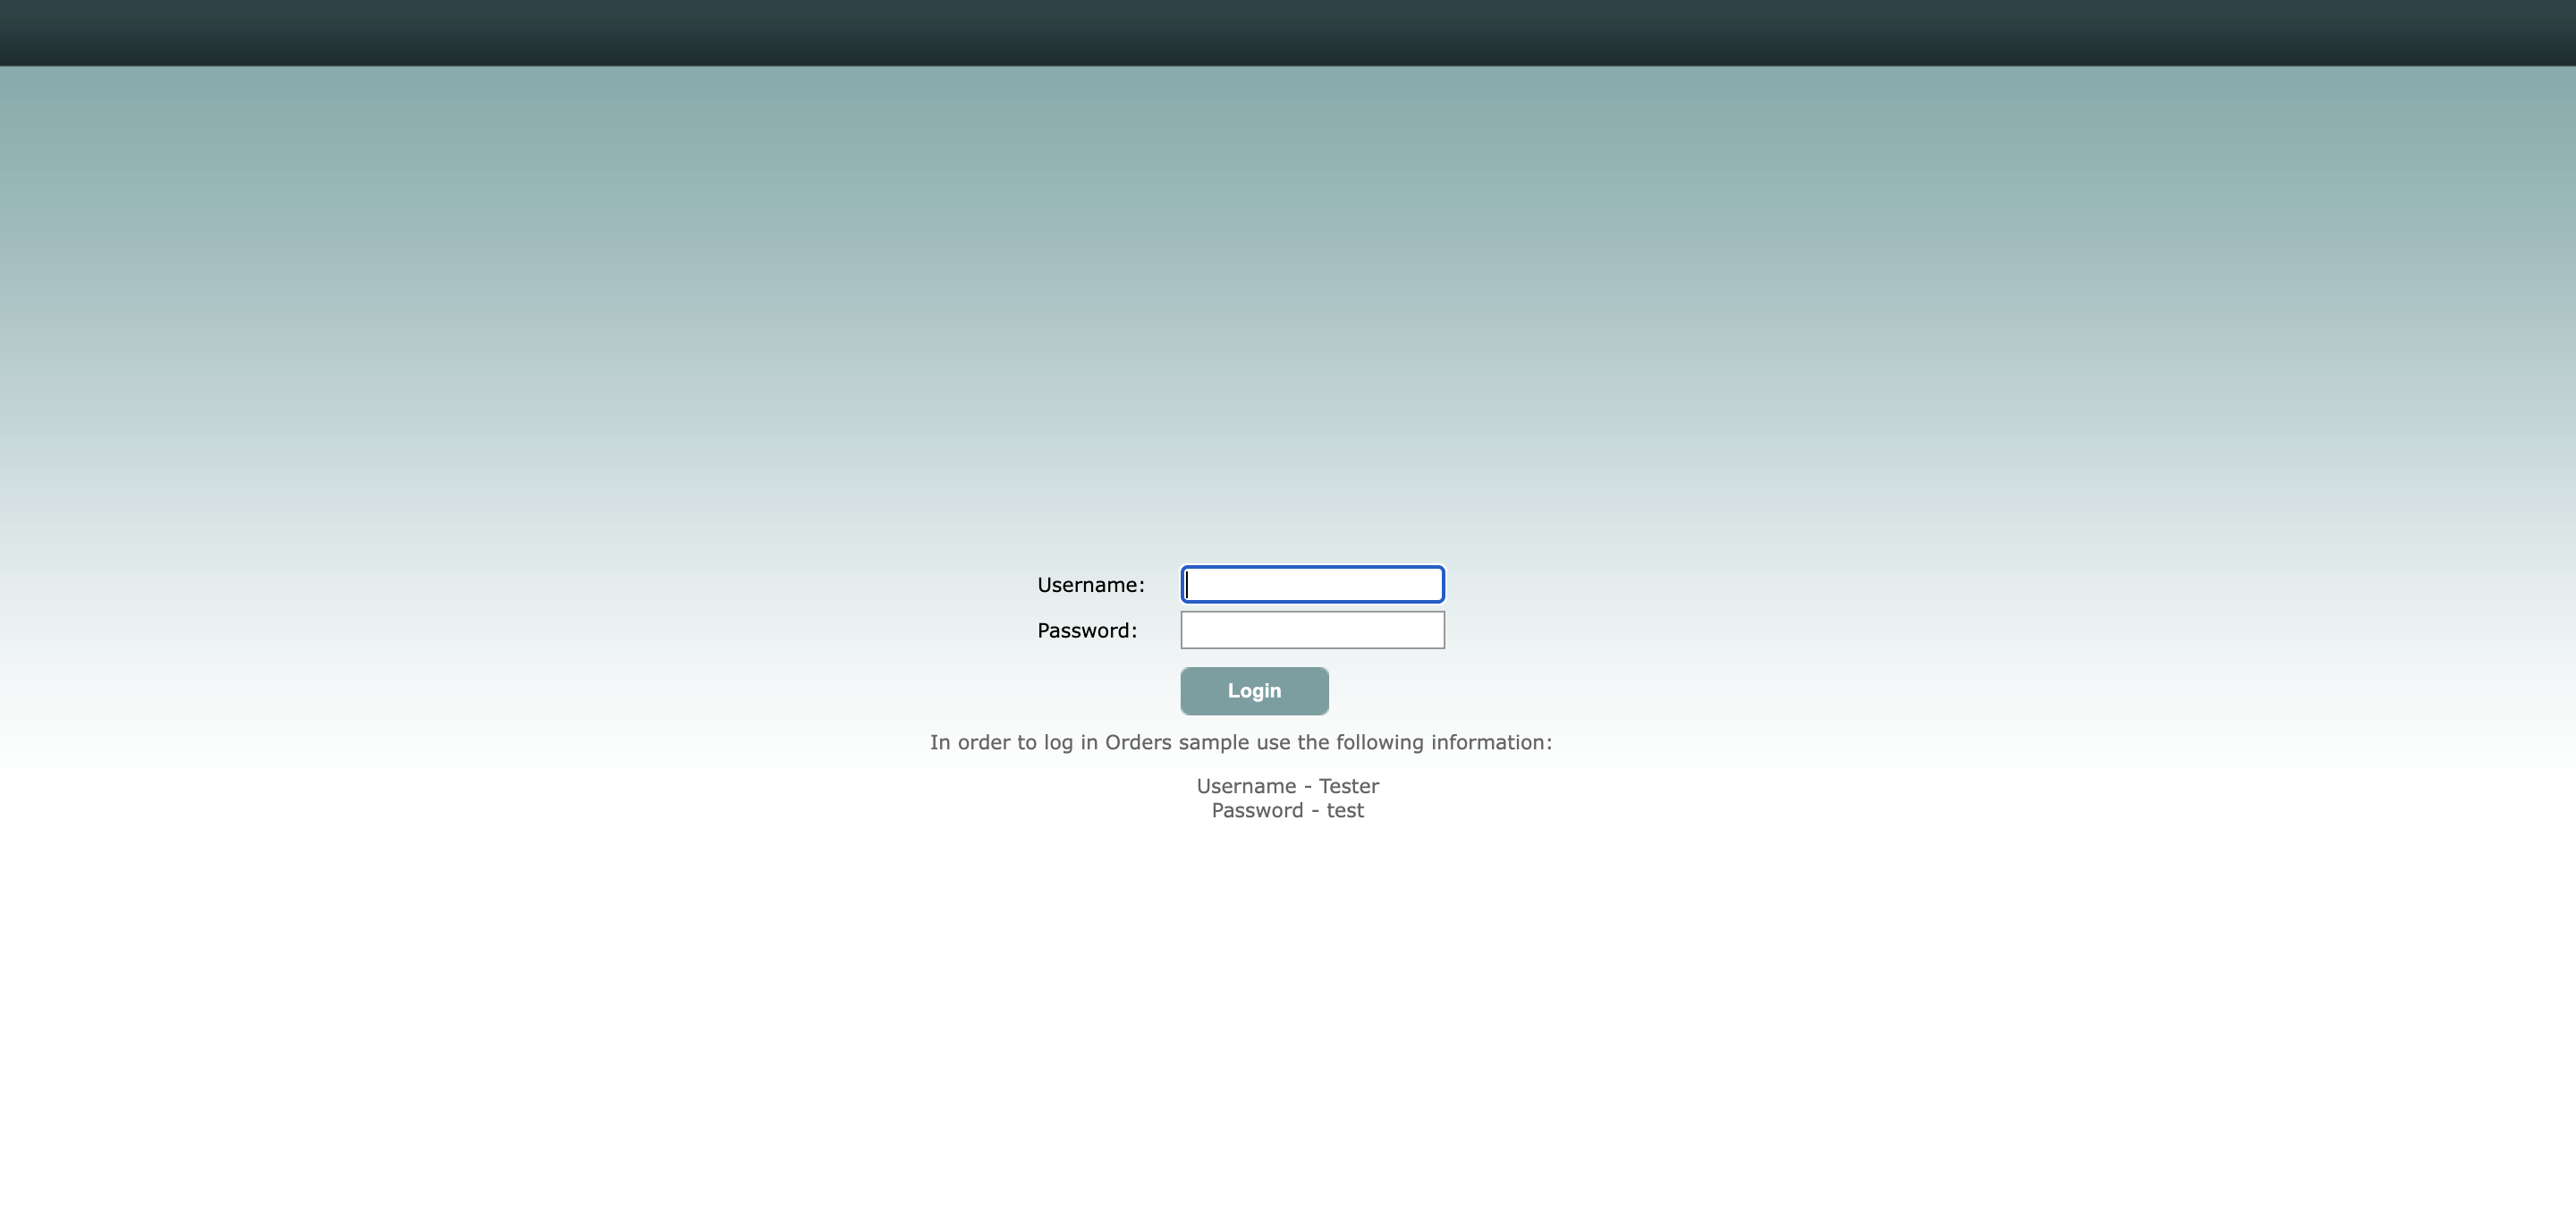 Username:
Password:
Login
In order to log in Orders sample use the following information:
Username - Tester
Password - test